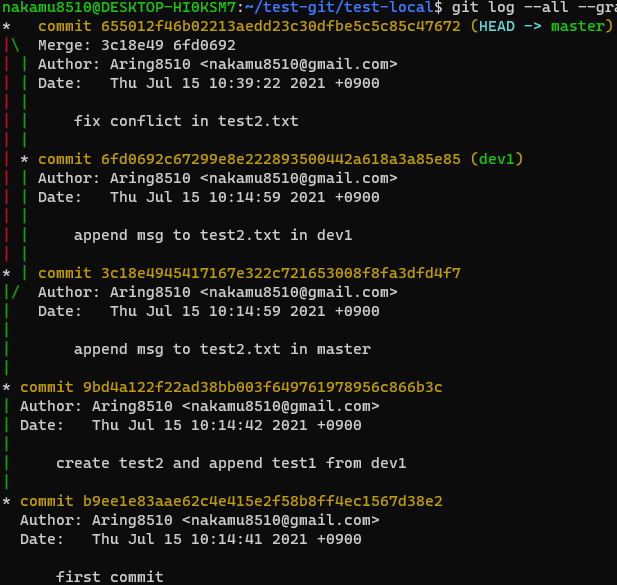 nakamu8510@DESKTOP-HI0KSM7:~/test-git/test-local$ git log --all --gra
*   commit 655012f46b02213aedd23c30dfbe5c5c85c47672 (HEAD -> master)
|\  Merge: 3c18e49 6fd0692
| | Author: Aring8510 <nakamu8510@gmail.com>
| | Date:   Thu Jul 15 10:39:22 2021 +0900
| |
| |     fix conflict in test2.txt
| |
| * commit 6fd0692c67299e8e222893500442a618a3a85e85 (dev1)
| | Author: Aring8510 <nakamu8510@gmail.com>
| | Date:   Thu Jul 15 10:14:59 2021 +0900
| |
| |     append msg to test2.txt in dev1
| |
* | commit 3c18e4945417167e322c721653008f8fa3dfd4f7
|/  Author: Aring8510 <nakamu8510@gmail.com>
|   Date:   Thu Jul 15 10:14:59 2021 +0900
|
|       append msg to test2.txt in master
|
* commit 9bd4a122f22ad38bb003f649761978956c866b3c
| Author: Aring8510 <nakamu8510@gmail.com>
| Date:   Thu Jul 15 10:14:42 2021 +0900
|
|     create test2 and append test1 from dev1
|
* commit b9ee1e83aae62c4e415e2f58b8ff4ec1567d38e2
  Author: Aring8510 <nakamu8510@gmail.com>
  Date:   Thu Jul 15 10:14:41 2021 +0900

      first commit